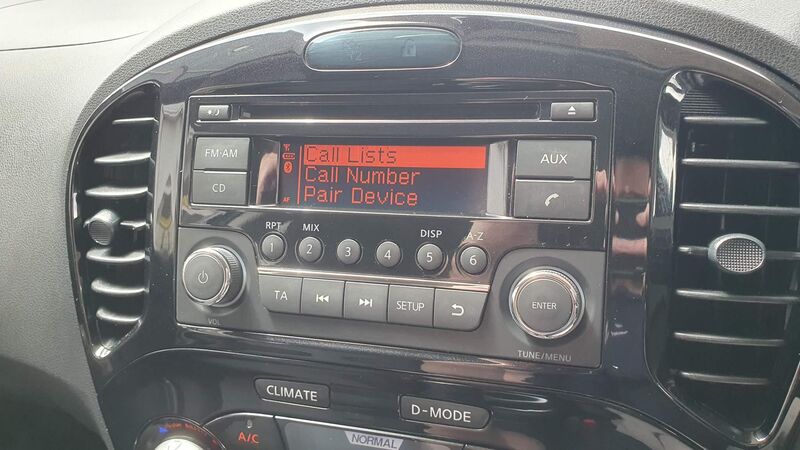 FM·AM
CD
Call Lists
Call Number
Pair Device
AF
AUX
RPT
MIX
DISP
A-Z
1
2
3
4
5
6
TA
SETUP
VOL
ENTER
TUNE/MENU
CLIMATE
D-MODE
A/C
NORMAL